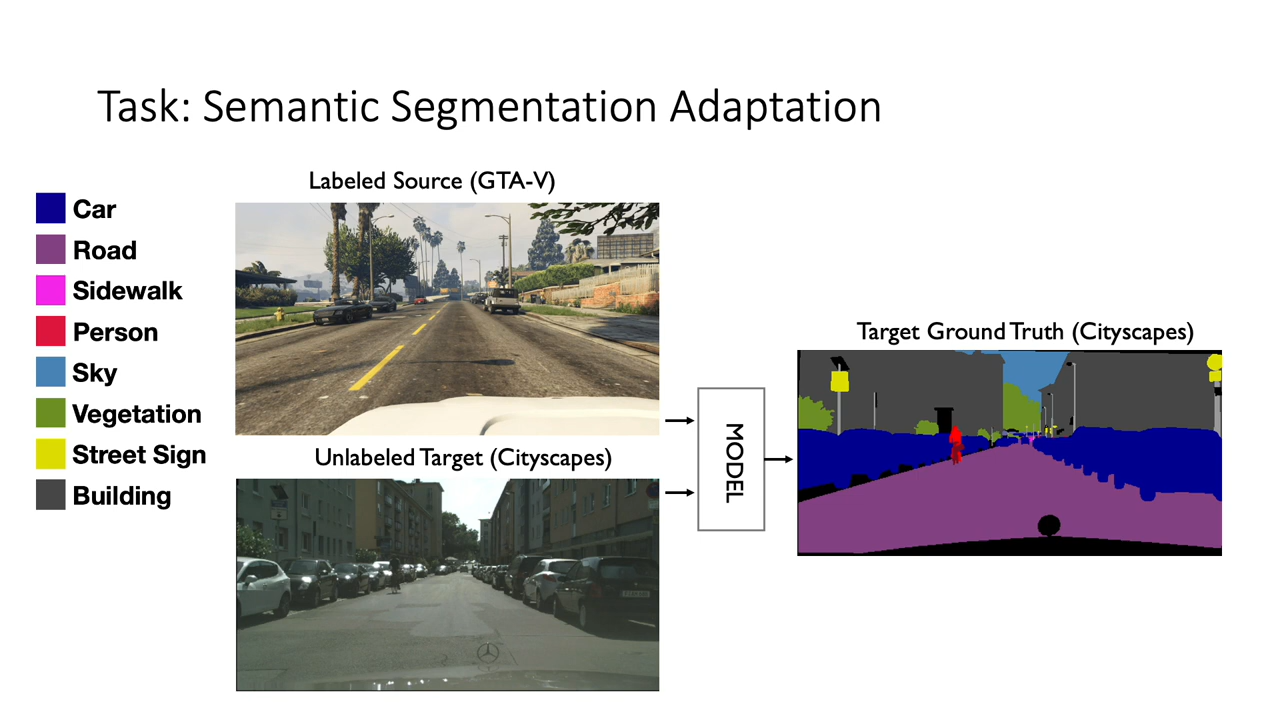 Task: Semantic Segmentation Adaptation
Labeled Source (GTA-V)
Car
Road
Sidewalk
Person
Sky
Vegetation
Street Sign
Building
Unlabeled Target (Cityscapes)
MODEL
Target Ground Truth (Cityscapes)